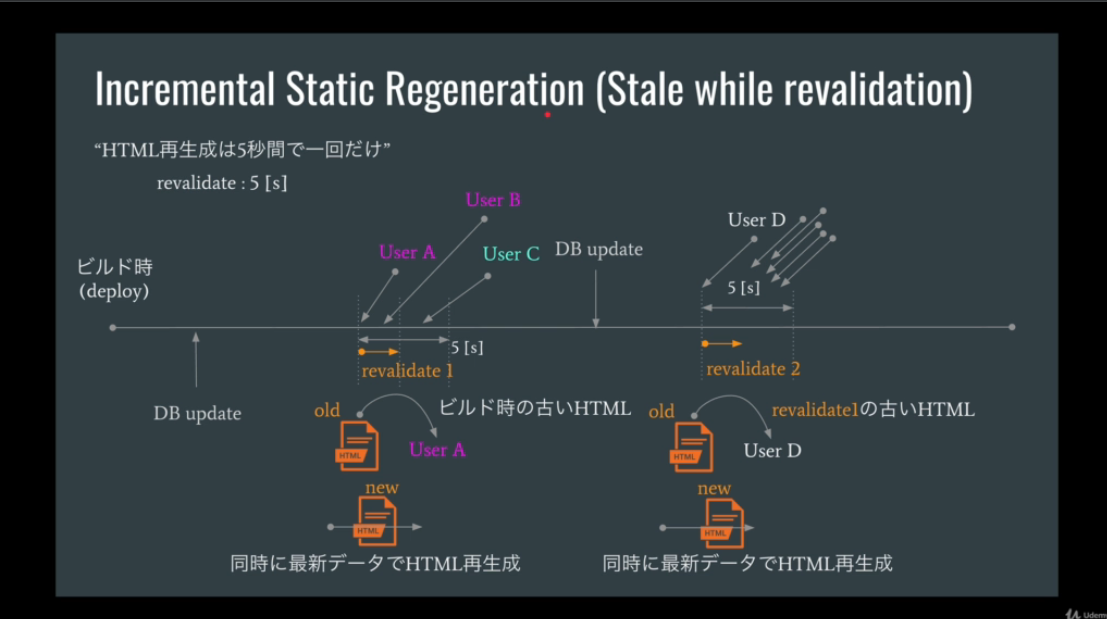 Incremental Static Regeneration (Stale while revalidation)
“HTML再生成は5秒間で一回だけ”
revalidate : 5 [s]
User B
User D
User A
User C
DB update
ビルド時
(deploy)
5 [s]
5 [s]
revalidate 1
revalidate 2
DB update
old
ビルド時の古いHTML
old
revalidate1の古いHTML
HTML
User A
HTML
User D
new
new
HTML
HTML
同時に最新データでHTML再生成
同時に最新データでHTML再生成
Udemy